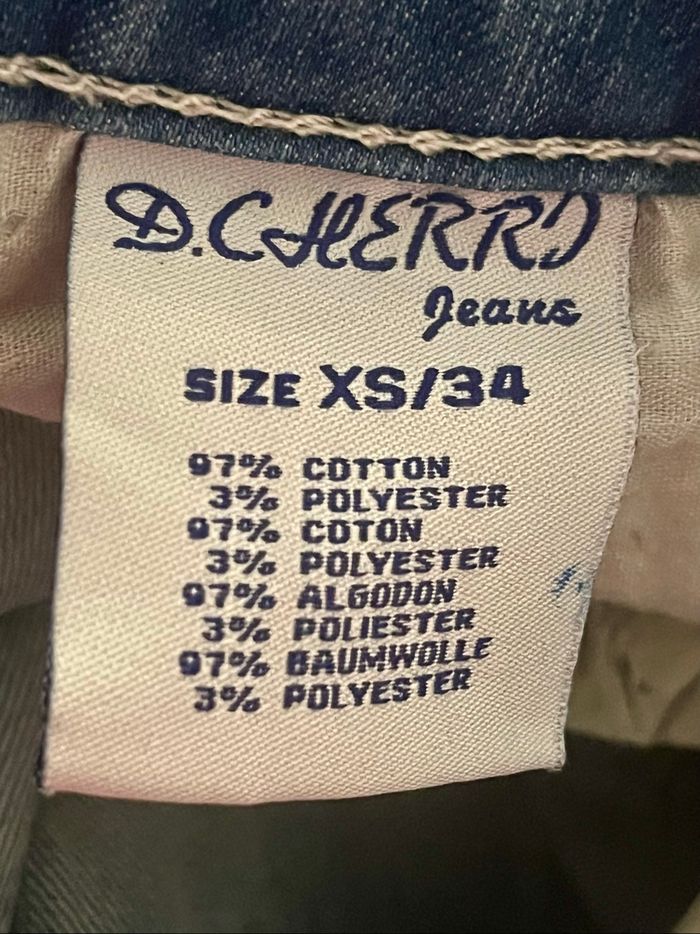 D.CHERRJ
Jeans
SIZE XS/34
97% COTTON
3% POLYESTER
97% COTON
3% POLYESTER
97% ALGODON
3% POLIESTER
97% BAUMWOLLE
3% POLYESTER